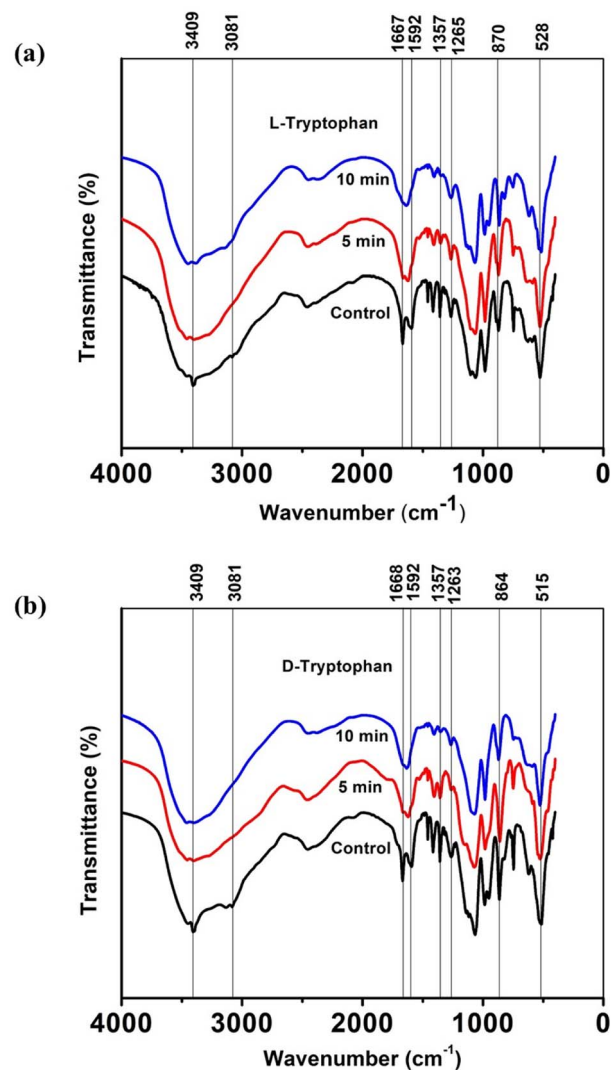 (a)
3409 3081 1667 1592 1357 1265 870 528
L-Tryptophan
10 min
5 min
Control
Transmittance (%)
4000 3000 2000 1000 0
Wavenumber (cm⁻¹)
(b)
3409 3081 1668 1592 1357 1263 864 515
D-Tryptophan
10 min
5 min
Control
Transmittance (%)
4000 3000 2000 1000 0
Wavenumber (cm⁻¹)